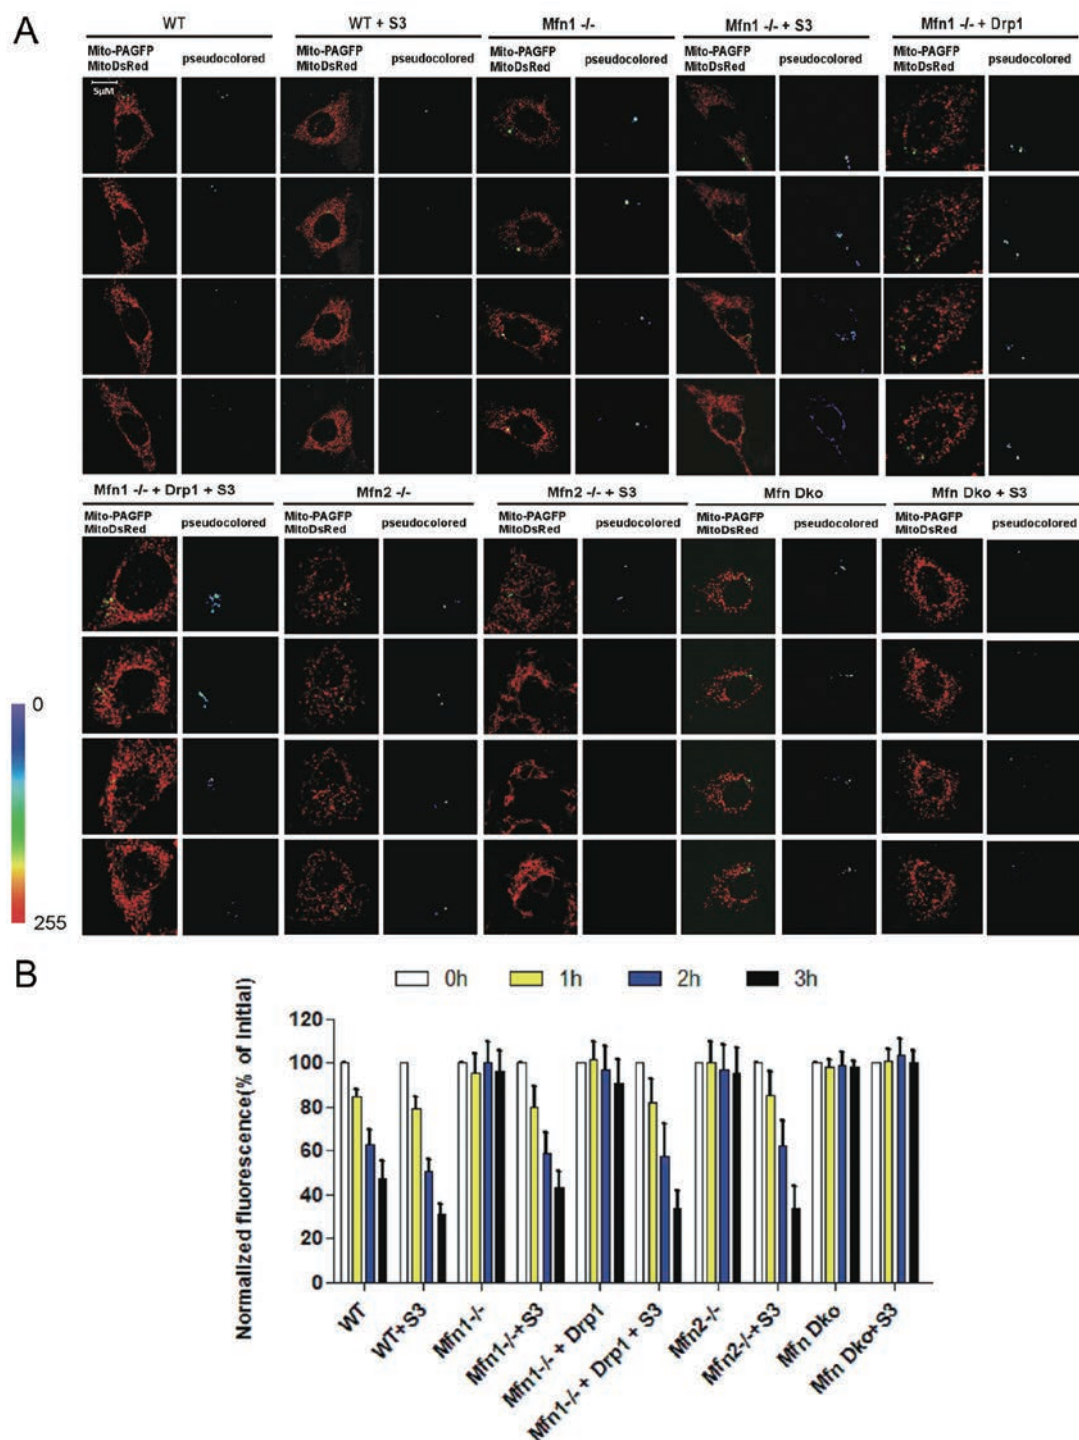 A
WT WT + S3 Mfn1 -/- Mfn1 -/- + S3 Mfn1 -/- + Drp1
Mito-PAGFP Mito-PAGFP Mito-PAGFP Mito-PAGFP Mito-PAGFP
MitoDsRed pseudocolored MitoDsRed pseudocolored MitoDsRed pseudocolored MitoDsRed pseudocolored MitoDsRed pseudocolored
5µM
Mfn1 -/- + Drp1 + S3 Mfn2 -/- Mfn2 -/- + S3 Mfn Dko Mfn Dko + S3
Mito-PAGFP Mito-PAGFP Mito-PAGFP Mito-PAGFP Mito-PAGFP
MitoDsRed pseudocolored MitoDsRed pseudocolored MitoDsRed pseudocolored MitoDsRed pseudocolored MitoDsRed pseudocolored
0
255
B
0h 1h 2h 3h
Normalized fluorescence(% of Initial)
120
100
80
60
40
20
0
WT
WT+S3
Mfn1-/-
Mfn1-/-+S3
Mfn1-/- + Drp1
Mfn1-/- + Drp1 + S3
Mfn2-/-
Mfn2-/-+S3
Mfn Dko
Mfn Dko+S3